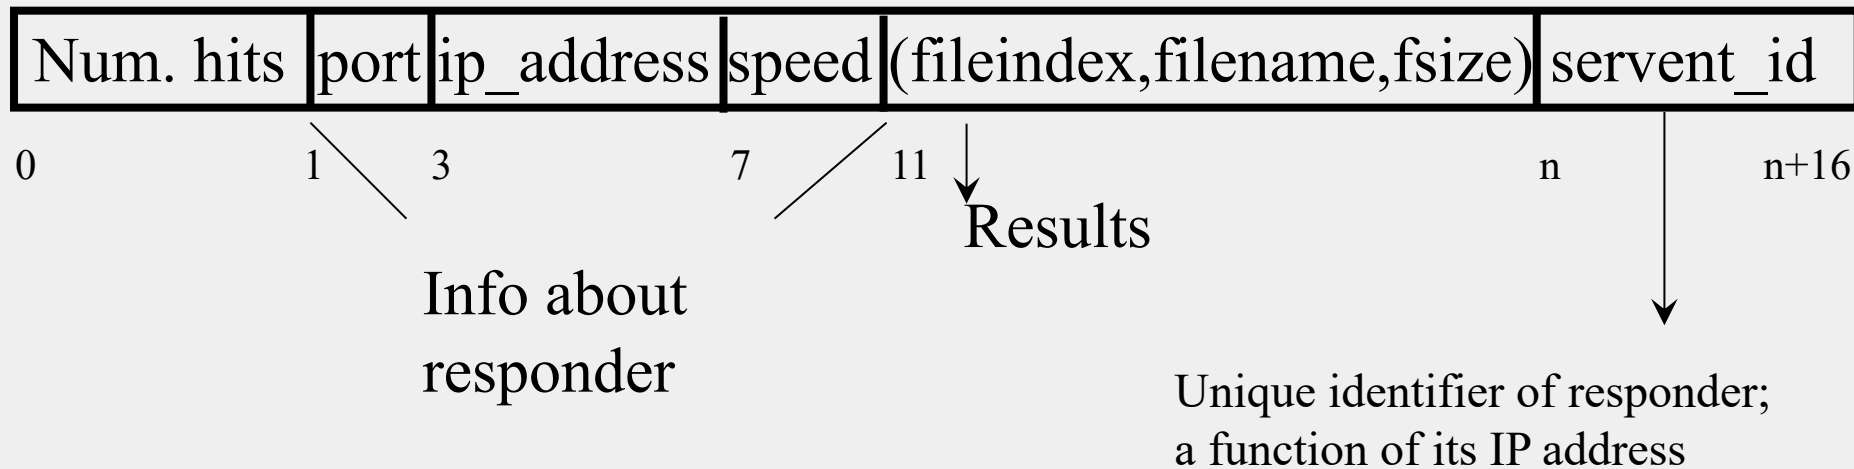 Num. hits port ip_address speed (fileindex,filename,fsize) servent_id
0 1 3 7 11 n n+16
Results
Info about
responder
Unique identifier of responder;
a function of its IP address